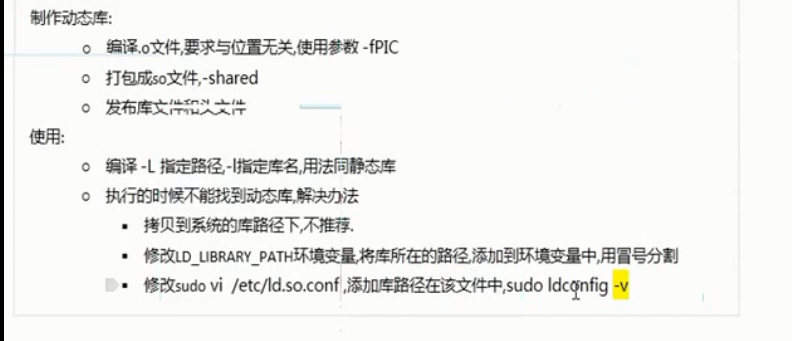 制作动态库:
编译.o文件,要求与位置无关,使用参数 -fPIC
打包成so文件,-shared
发布库文件和头文件
使用:
编译 -L 指定路径,-l指定库名,用法同静态库
执行的时候不能找到动态库,解决办法
拷贝到系统的库路径下,不推荐.
修改LD_LIBRARY_PATH环境变量,将库所在的路径,添加到环境变量中,用冒号分割
修改sudo vi /etc/ld.so.conf ,添加库路径在该文件中,sudo ldconfig -v